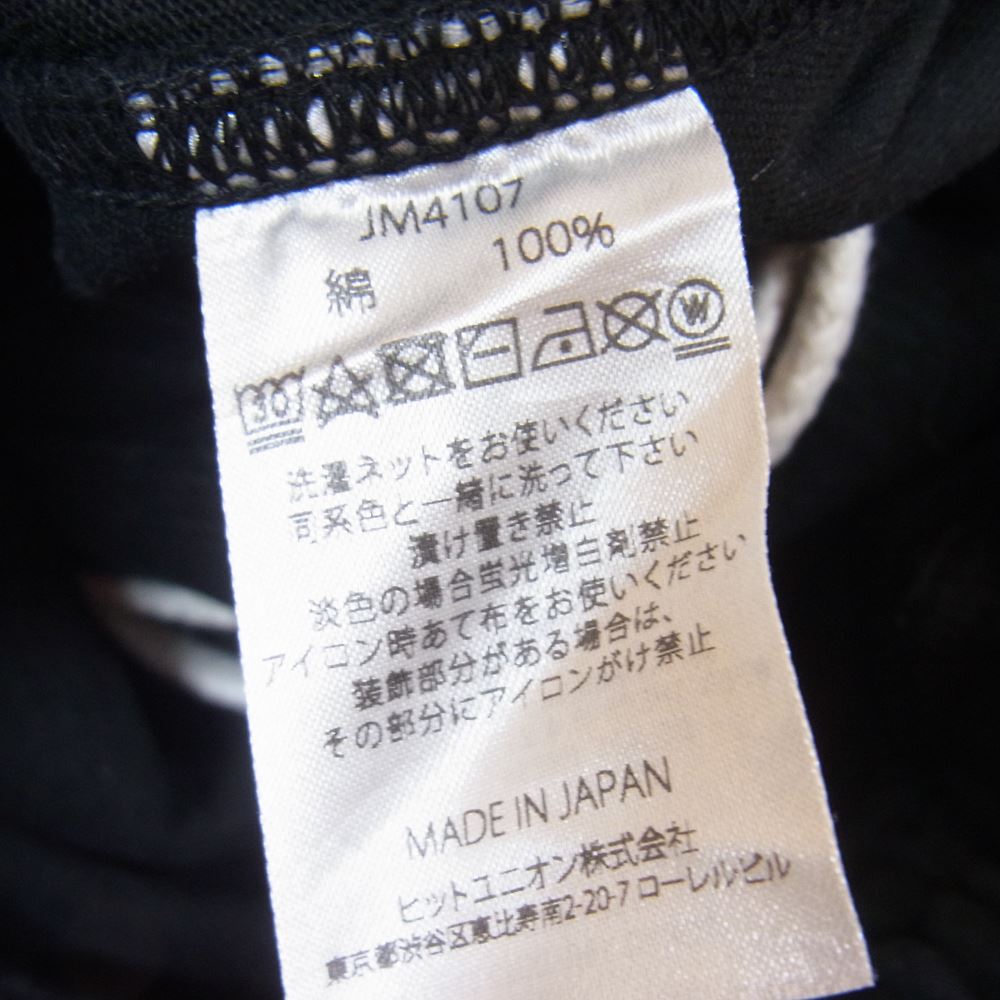 JM4107
綿 100%
30 W
洗濯ネットをお使いください
同系色と一緒に洗って下さい
漬け置き禁止
淡色の場合蛍光増白剤禁止
アイロン時あて布をお使いください
装飾部分がある場合は、
その部分にアイロンがけ禁止
MADE IN JAPAN
ヒットユニオン株式会社
東京都渋谷区恵比寿南2-20-7 ローレルビル